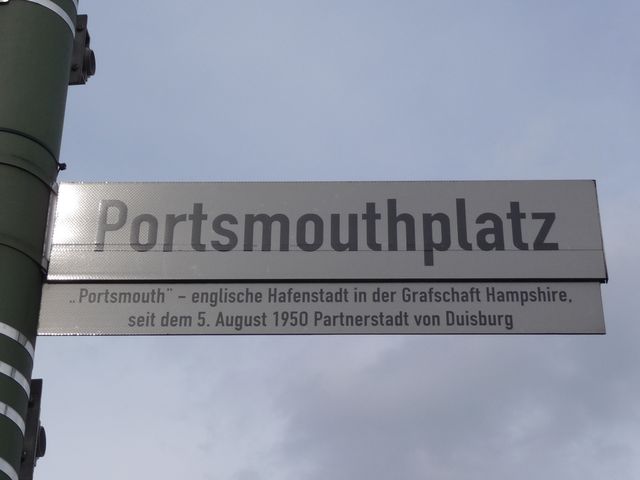 Portsmouthplatz
„Portsmouth" – englische Hafenstadt in der Grafschaft Hampshire,
seit dem 5. August 1950 Partnerstadt von Duisburg